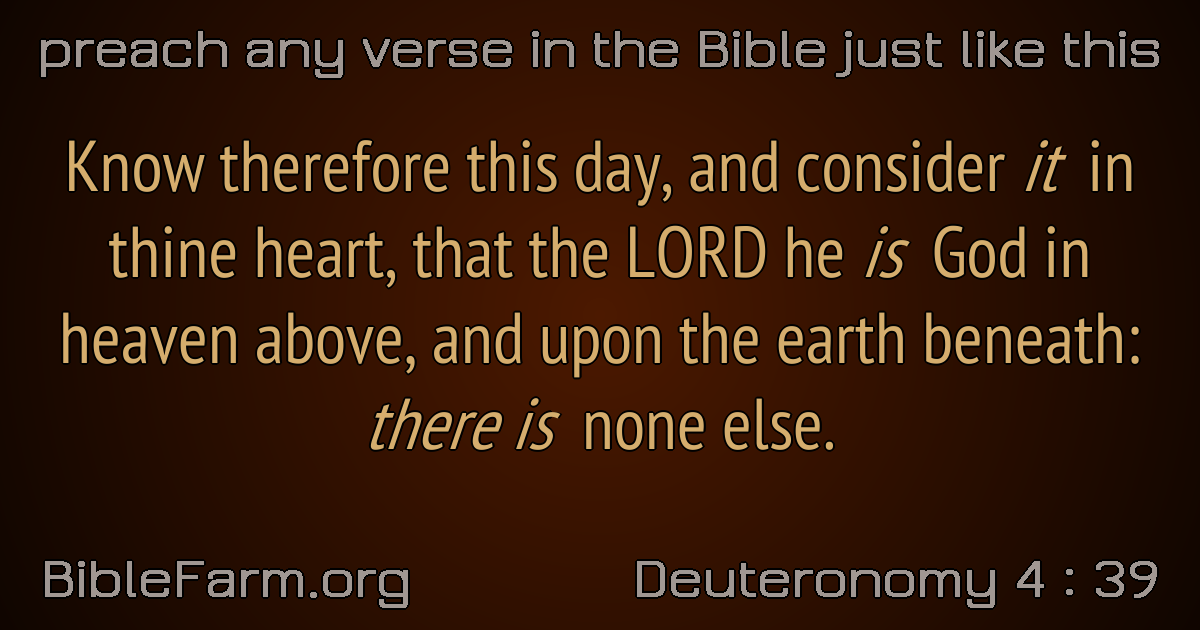 preach any verse in the Bible just like this
Know therefore this day, and consider it in
thine heart, that the LORD he is God in
heaven above, and upon the earth beneath:
there is none else.
BibleFarm.org
Deuteronomy 4 : 39